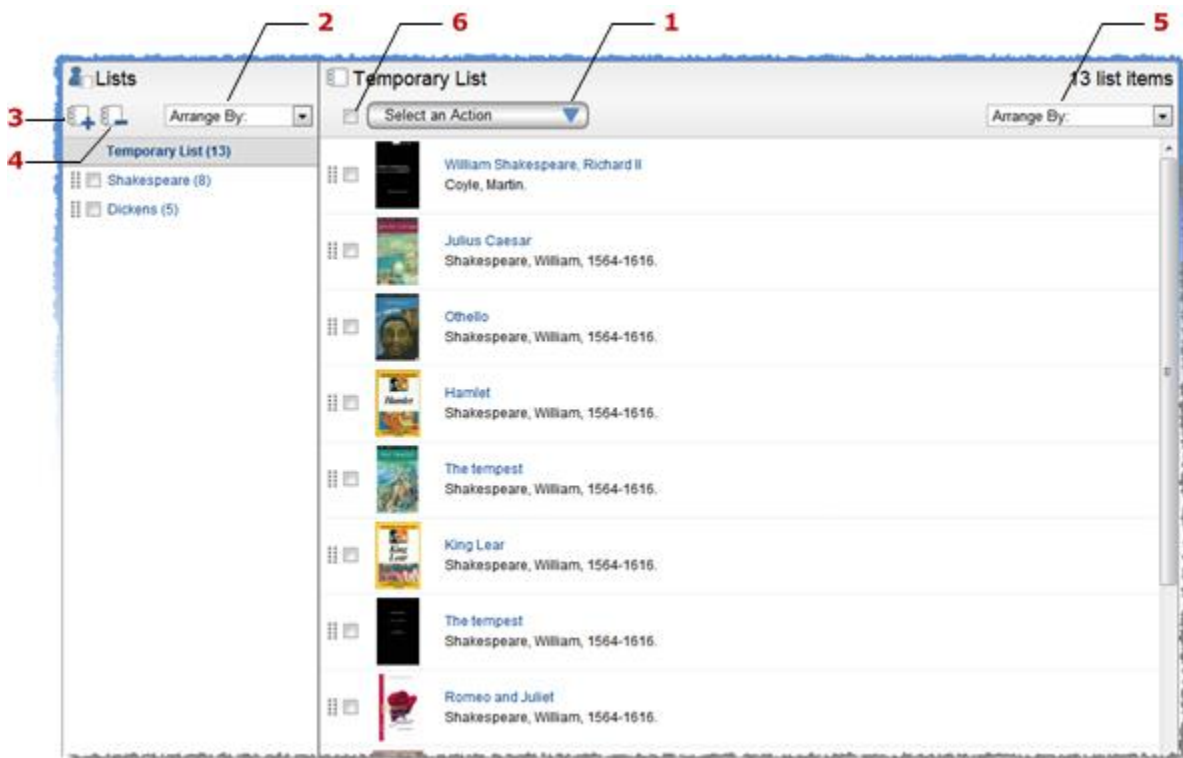 2 6 1 5
Lists
Temporary List 13 list items
3 Arrange By: Select an Action Arrange By:
4 Temporary List (13)
Shakespeare (8)
Dickens (5)
William Shakespeare, Richard II
Coyle, Martin.
Julius Caesar
Shakespeare, William, 1564-1616.
Othello
Shakespeare, William, 1564-1616.
Hamlet
Hamlet
Shakespeare, William, 1564-1616.
The tempest
Shakespeare, William, 1564-1616.
King Lear
King
Lear
Shakespeare, William, 1564-1616.
The tempest
Shakespeare, William, 1564-1616.
Romeo and Juliet
Shakespeare, William, 1564-1616.